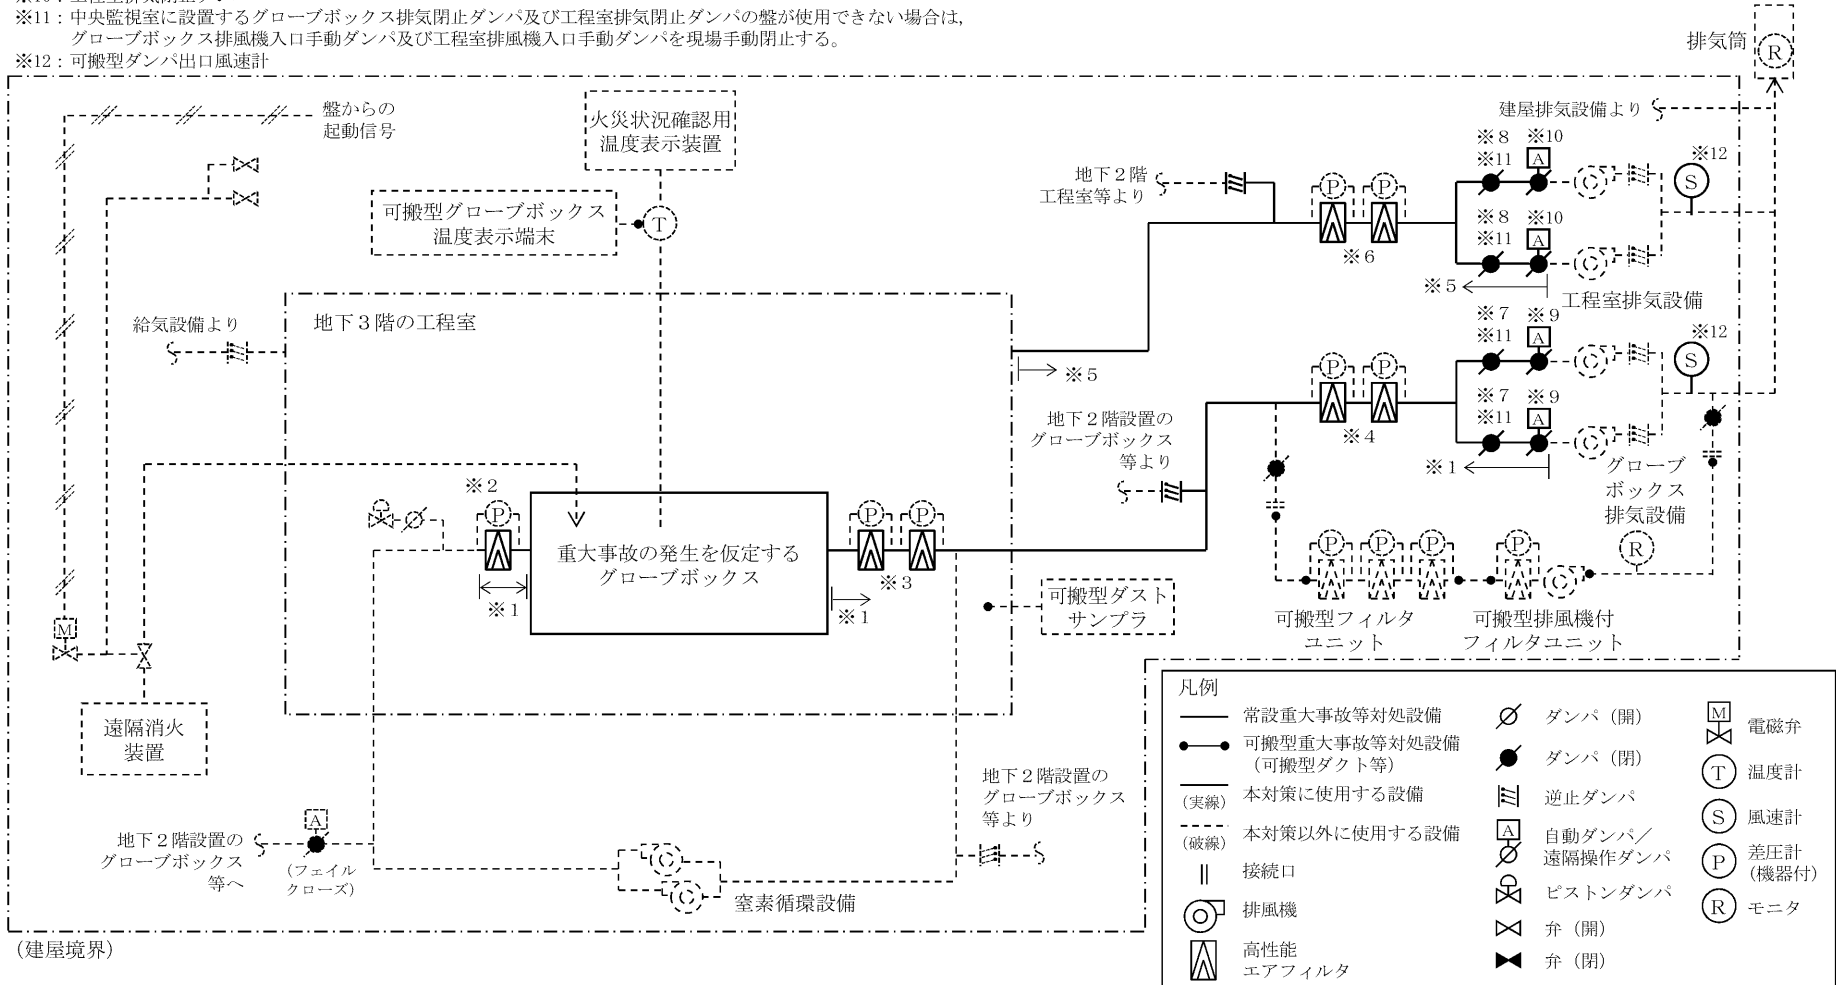 ※11：中央監視室に設置するグローブボックス排気閉止ダンパ及び工程室排気閉止ダンパの盤が使用できない場合は，
グローブボックス排風機入口手動ダンパ及び工程室排風機入口手動ダンパを現場手動閉止する。
※12：可搬型ダンパ出口風速計
排気筒
R
盤からの
起動信号
火災状況確認用
温度表示装置
可搬型グローブボックス
温度表示端末
T
建屋排気設備より
地下２階
工程室等より
P
P
※6
※8
※11
※10
A
※8
※11
※10
A
※12
S
※5
工程室排気設備
給気設備より
地下３階の工程室
※5
※7
※11
※9
A
※7
※11
※9
A
※12
S
P
P
※4
※1
地下２階設置の
グローブボックス
等より
グローブ
ボックス
排気設備
※2
P
※1
重大事故の発生を仮定する
グローブボックス
P
P
※3
※1
P
P
P
P
R
可搬型フィルタ
ユニット
可搬型排風機付
フィルタユニット
可搬型ダスト
サンプラ
M
遠隔消火
装置
地下２階設置の
グローブボックス
等へ
A
（フェイル
クローズ）
窒素循環設備
地下２階設置の
グローブボックス
等より
（建屋境界）
凡例
常設重大事故等対処設備
可搬型重大事故等対処設備
（可搬型ダクト等）
（実線）
本対策に使用する設備
（破線）
本対策以外に使用する設備
接続口
排風機
高性能
エアフィルタ
ダンパ（開）
ダンパ（閉）
逆止ダンパ
A
自動ダンパ／
遠隔操作ダンパ
ピストンダンパ
弁（開）
弁（閉）
M
電磁弁
T
温度計
S
風速計
P
差圧計
（機器付）
R
モニタ